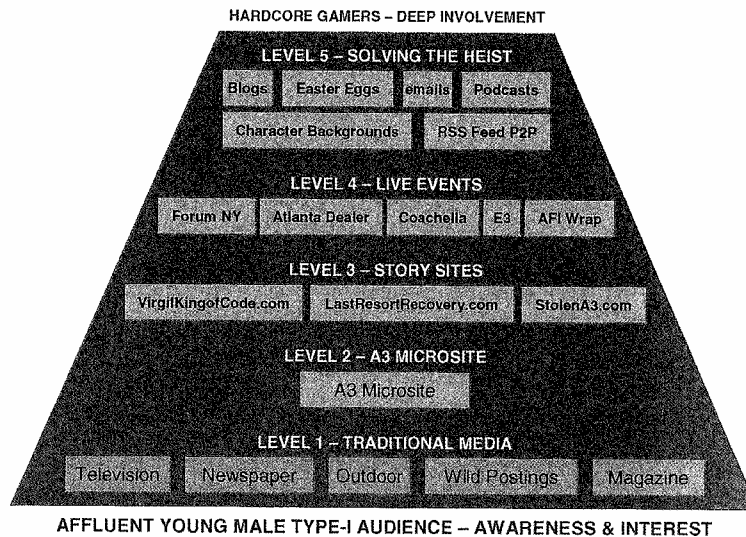 HARDCORE GAMERS – DEEP INVOLVEMENT
LEVEL 5 – SOLVING THE HEIST
Blogs Easter Eggs emails Podcasts
Character Backgrounds RSS Feed P2P
LEVEL 4 – LIVE EVENTS
Forum NY Atlanta Dealer Coachella E3 AFI Wrap
LEVEL 3 – STORY SITES
VirgilKingofCode.com LastResortRecovery.com StolenA3.com
LEVEL 2 – A3 MICROSITE
A3 Microsite
LEVEL 1 – TRADITIONAL MEDIA
Television Newspaper Outdoor Wild Postings Magazine
AFFLUENT YOUNG MALE TYPE-I AUDIENCE – AWARENESS & INTEREST